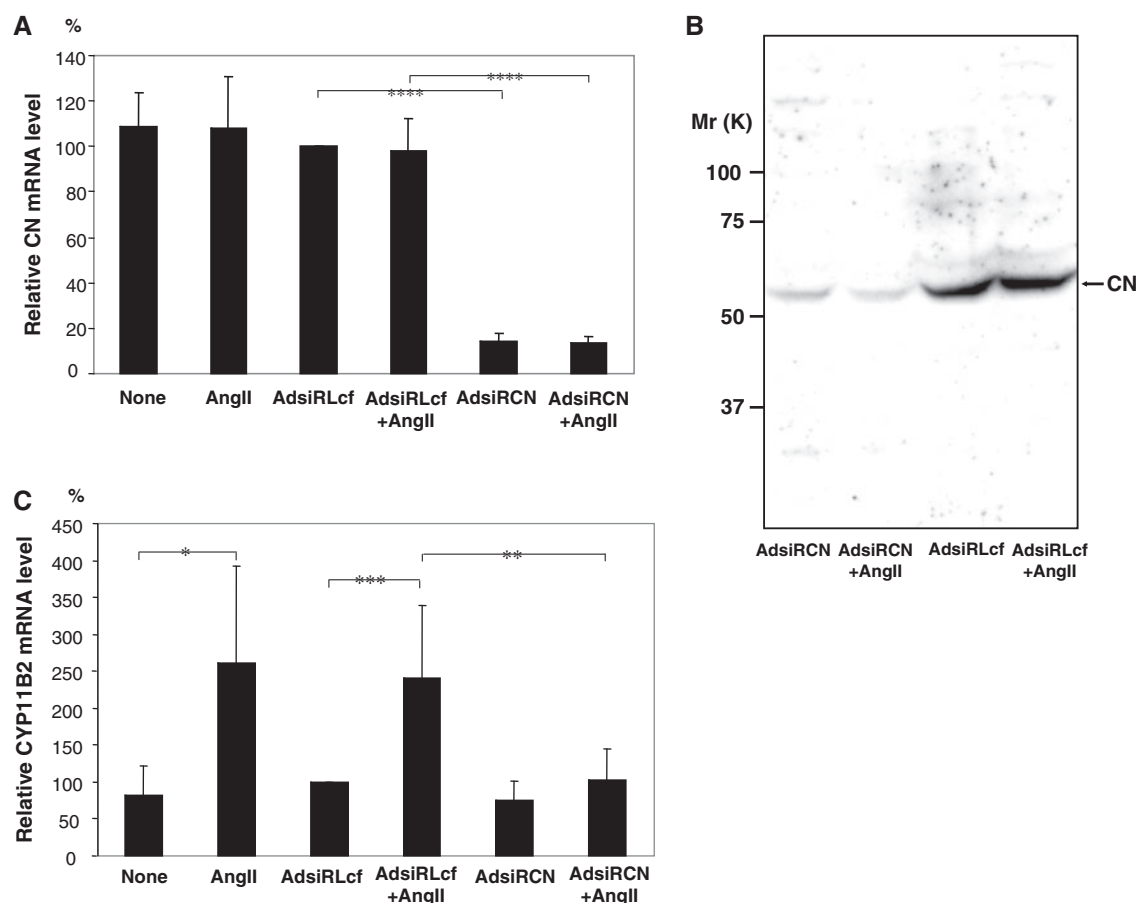 A
%
Relative CN mRNA level
140
120
100
80
60
40
20
0
****
****
None
AngII
AdsiRLcf
AdsiRLcf
+AngII
AdsiRCN
AdsiRCN
+AngII
B
Mr (K)
100
75
50
37
CN
AdsiRCN
AdsiRCN
+AngII
AdsiRLcf
AdsiRLcf
+AngII
C
%
Relative CYP11B2 mRNA level
450
400
350
300
250
200
150
100
50
0
*
***
**
None
AngII
AdsiRLcf
AdsiRLcf
+AngII
AdsiRCN
AdsiRCN
+AngII